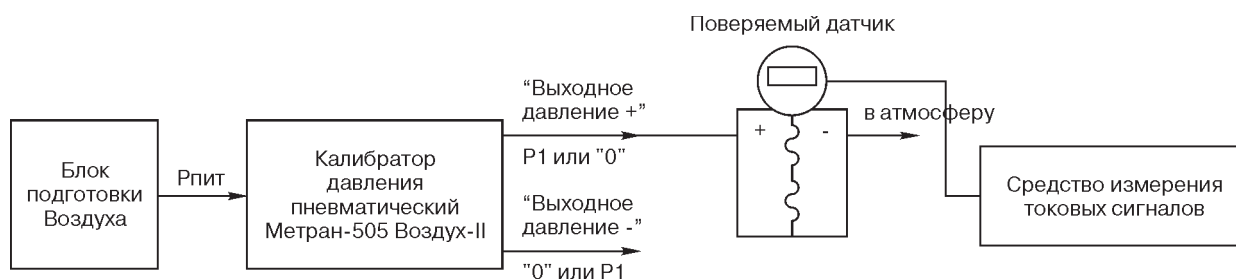 Поверяемый датчик
“Выходное
давление +”
+
-
в атмосферу
P1 или "0"
Блок
подготовки
Воздуха
Рпит
Калибратор
давления
пневматический
Метран-505 Воздух-II
“Выходное
давление -”
"0" или P1
Средство измерения
токовых сигналов